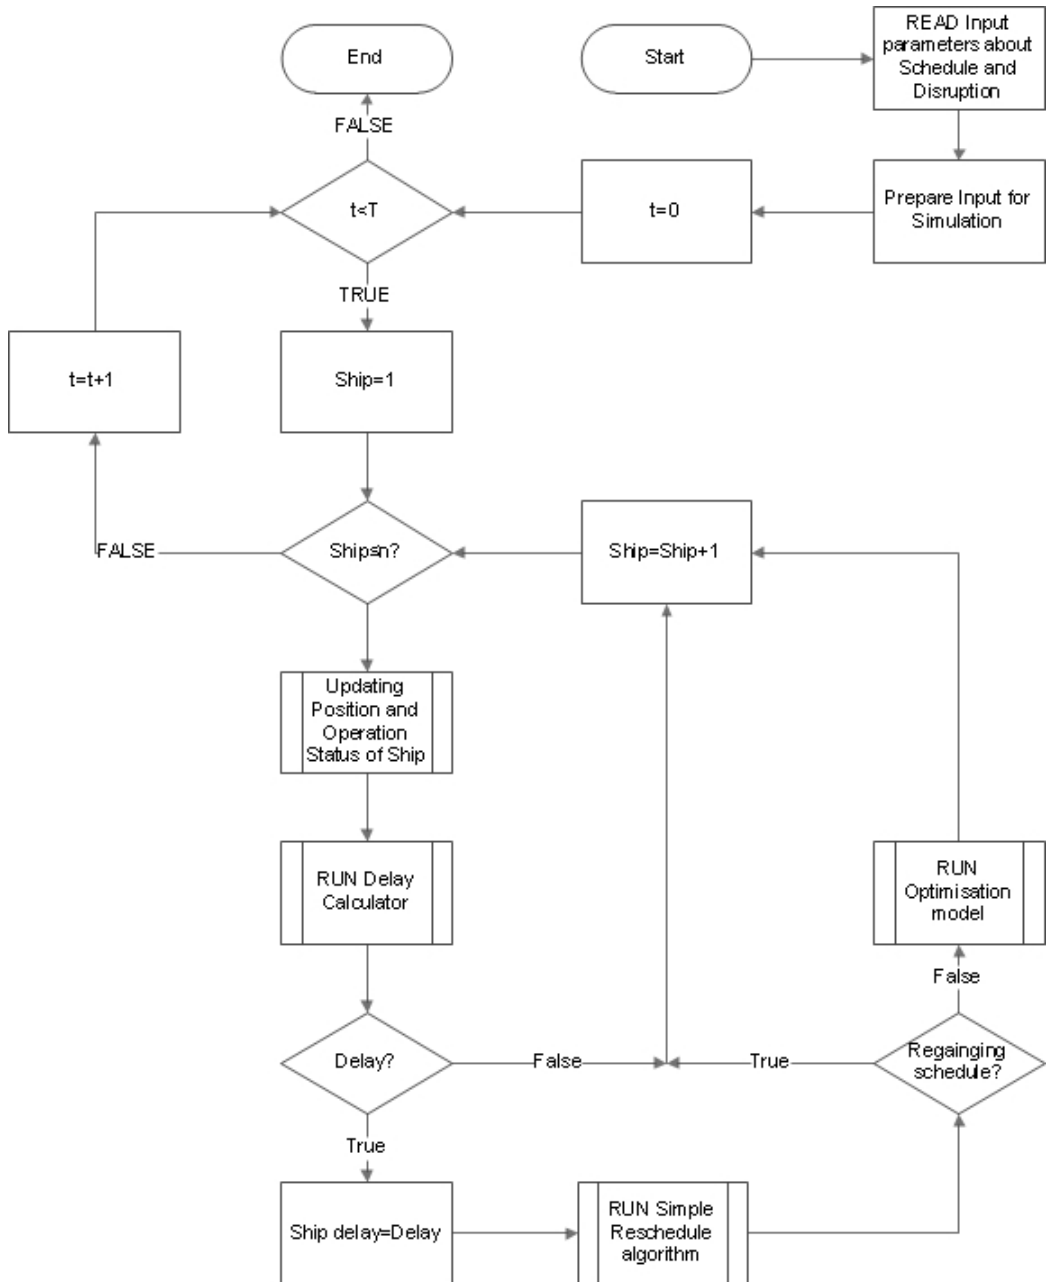 End
Start
READ Input
parameters about
Schedule and
Disruption
FALSE
t<T
t=0
Prepare Input for
Simulation
TRUE
t=t+1
Ship=1
FALSE
Ship≤n?
Ship=Ship+1
Updating
Position and
Operation
Status of Ship
RUN Delay
Calculator
RUN
Optimisation
model
False
Delay?
False
True
Regainging
schedule?
True
Ship delay=Delay
RUN Simple
Reschedule
algorithm